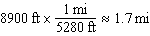 8900 ft × 1 mi / 5280 ft ≈ 1.7 mi